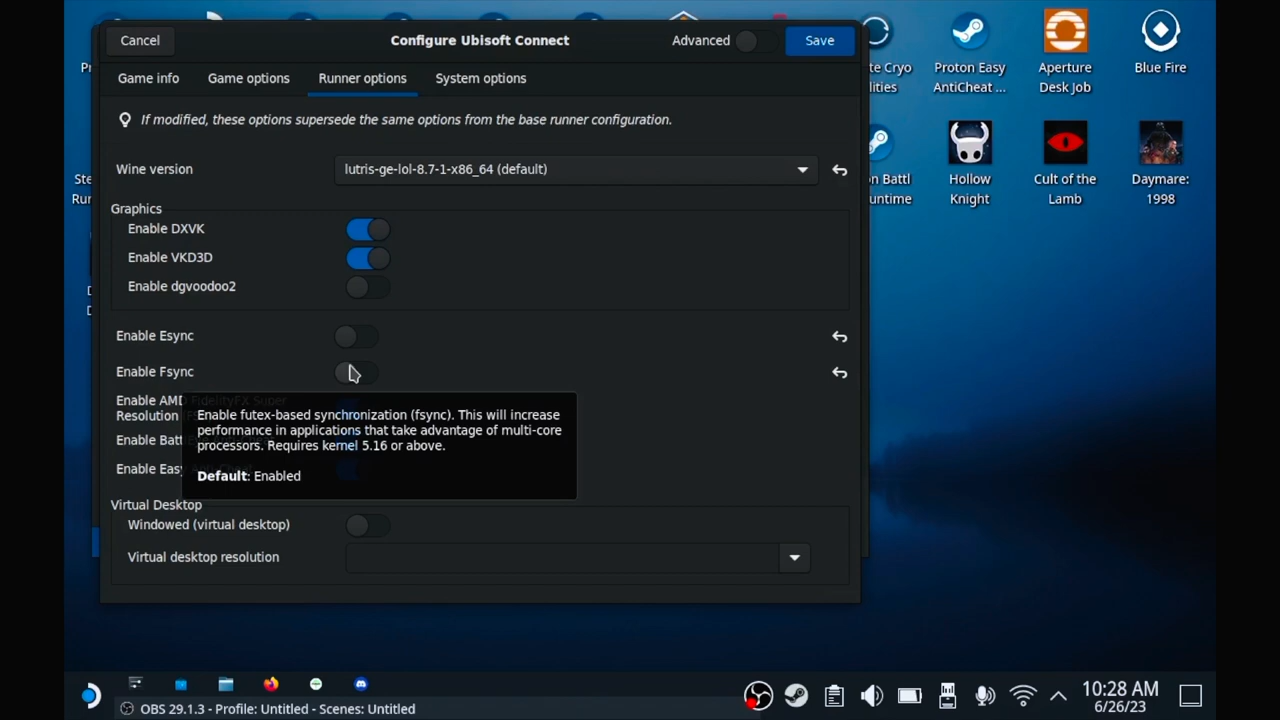 Cancel
Configure Ubisoft Connect
Advanced
Save
Game info
Game options
Runner options
System options
If modified, these options supersede the same options from the base runner configuration.
Wine version
lutris-ge-lol-8.7-1-x86_64 (default)
Graphics
Enable DXVK
Enable VKD3D
Enable dgvoodoo2
Enable Esync
Enable Fsync
Enable AMD FidelityFX Super
Resolution
Enable
Enable
Enable futex-based synchronization (fsync). This will increase
performance in applications that take advantage of multi-core
processors. Requires kernel 5.16 or above.
Default: Enabled
Virtual Desktop
Windowed (virtual desktop)
Virtual desktop resolution
Proton Easy
AntiCheat ...
Aperture
Desk Job
Blue Fire
Hollow
Knight
Cult of the
Lamb
Daymare:
1998
OBS 29.1.3 - Profile: Untitled - Scenes: Untitled
10:28 AM
6/26/23